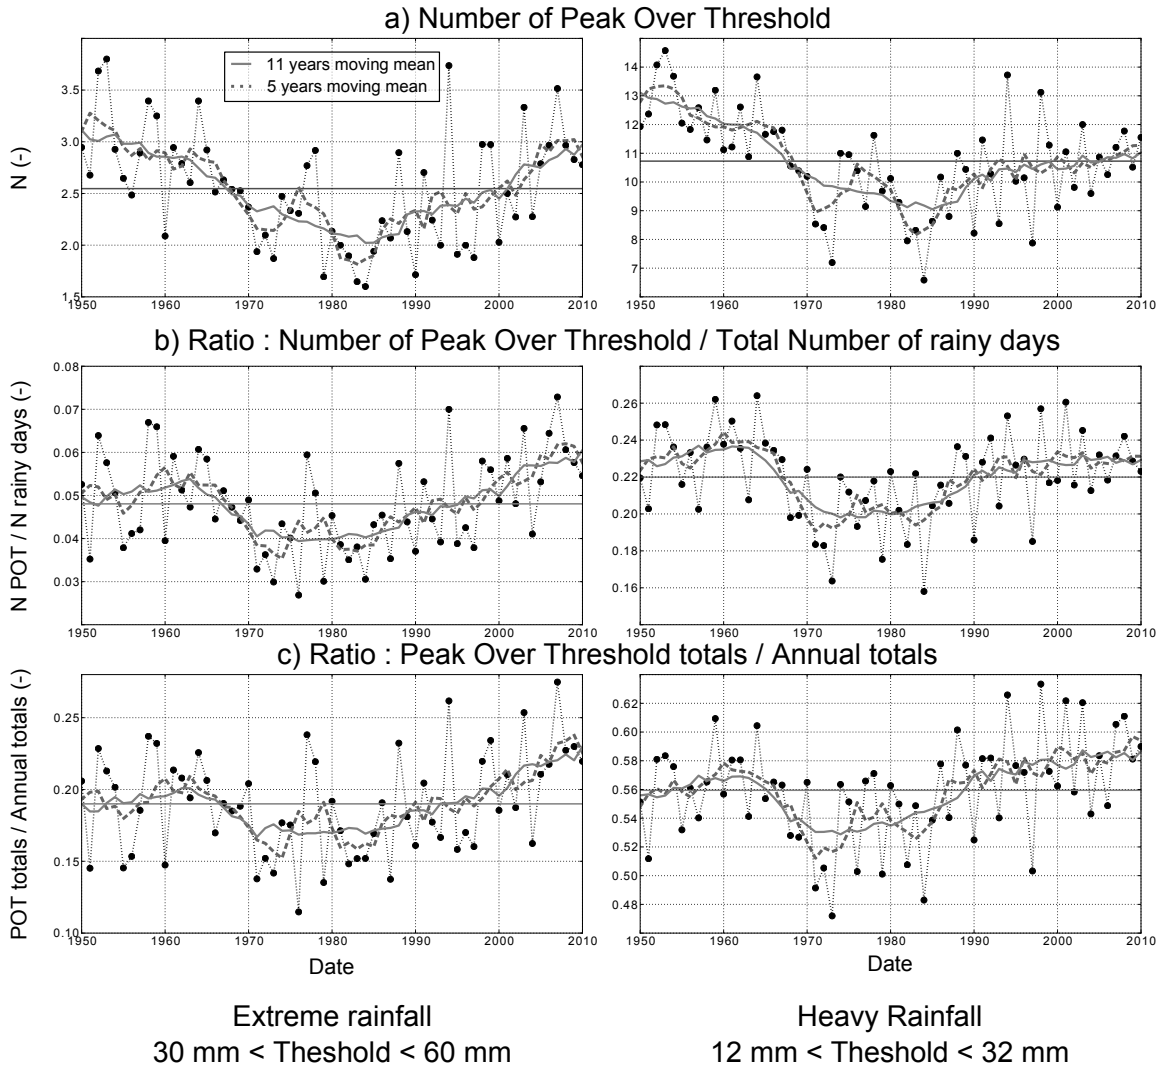 a) Number of Peak Over Threshold
N (-)
3.5
3.0
2.5
2.0
1.5
11 years moving mean
5 years moving mean
1950 1960 1970 1980 1990 2000 2010
14
13
12
11
10
9
8
7
1950 1960 1970 1980 1990 2000 2010
b) Ratio : Number of Peak Over Threshold / Total Number of rainy days
N POT / N rainy days (-)
0.08
0.07
0.06
0.05
0.04
0.03
1950 1960 1970 1980 1990 2000 2010
0.26
0.24
0.22
0.20
0.18
0.16
1950 1960 1970 1980 1990 2000 2010
c) Ratio : Peak Over Threshold totals / Annual totals
POT totals / Annual totals (-)
0.25
0.20
0.15
0.10
1950 1960 1970 1980 1990 2000 2010
Date
0.62
0.60
0.58
0.56
0.54
0.52
0.50
0.48
1950 1960 1970 1980 1990 2000 2010
Date
Extreme rainfall
30 mm < Theshold < 60 mm
Heavy Rainfall
12 mm < Theshold < 32 mm